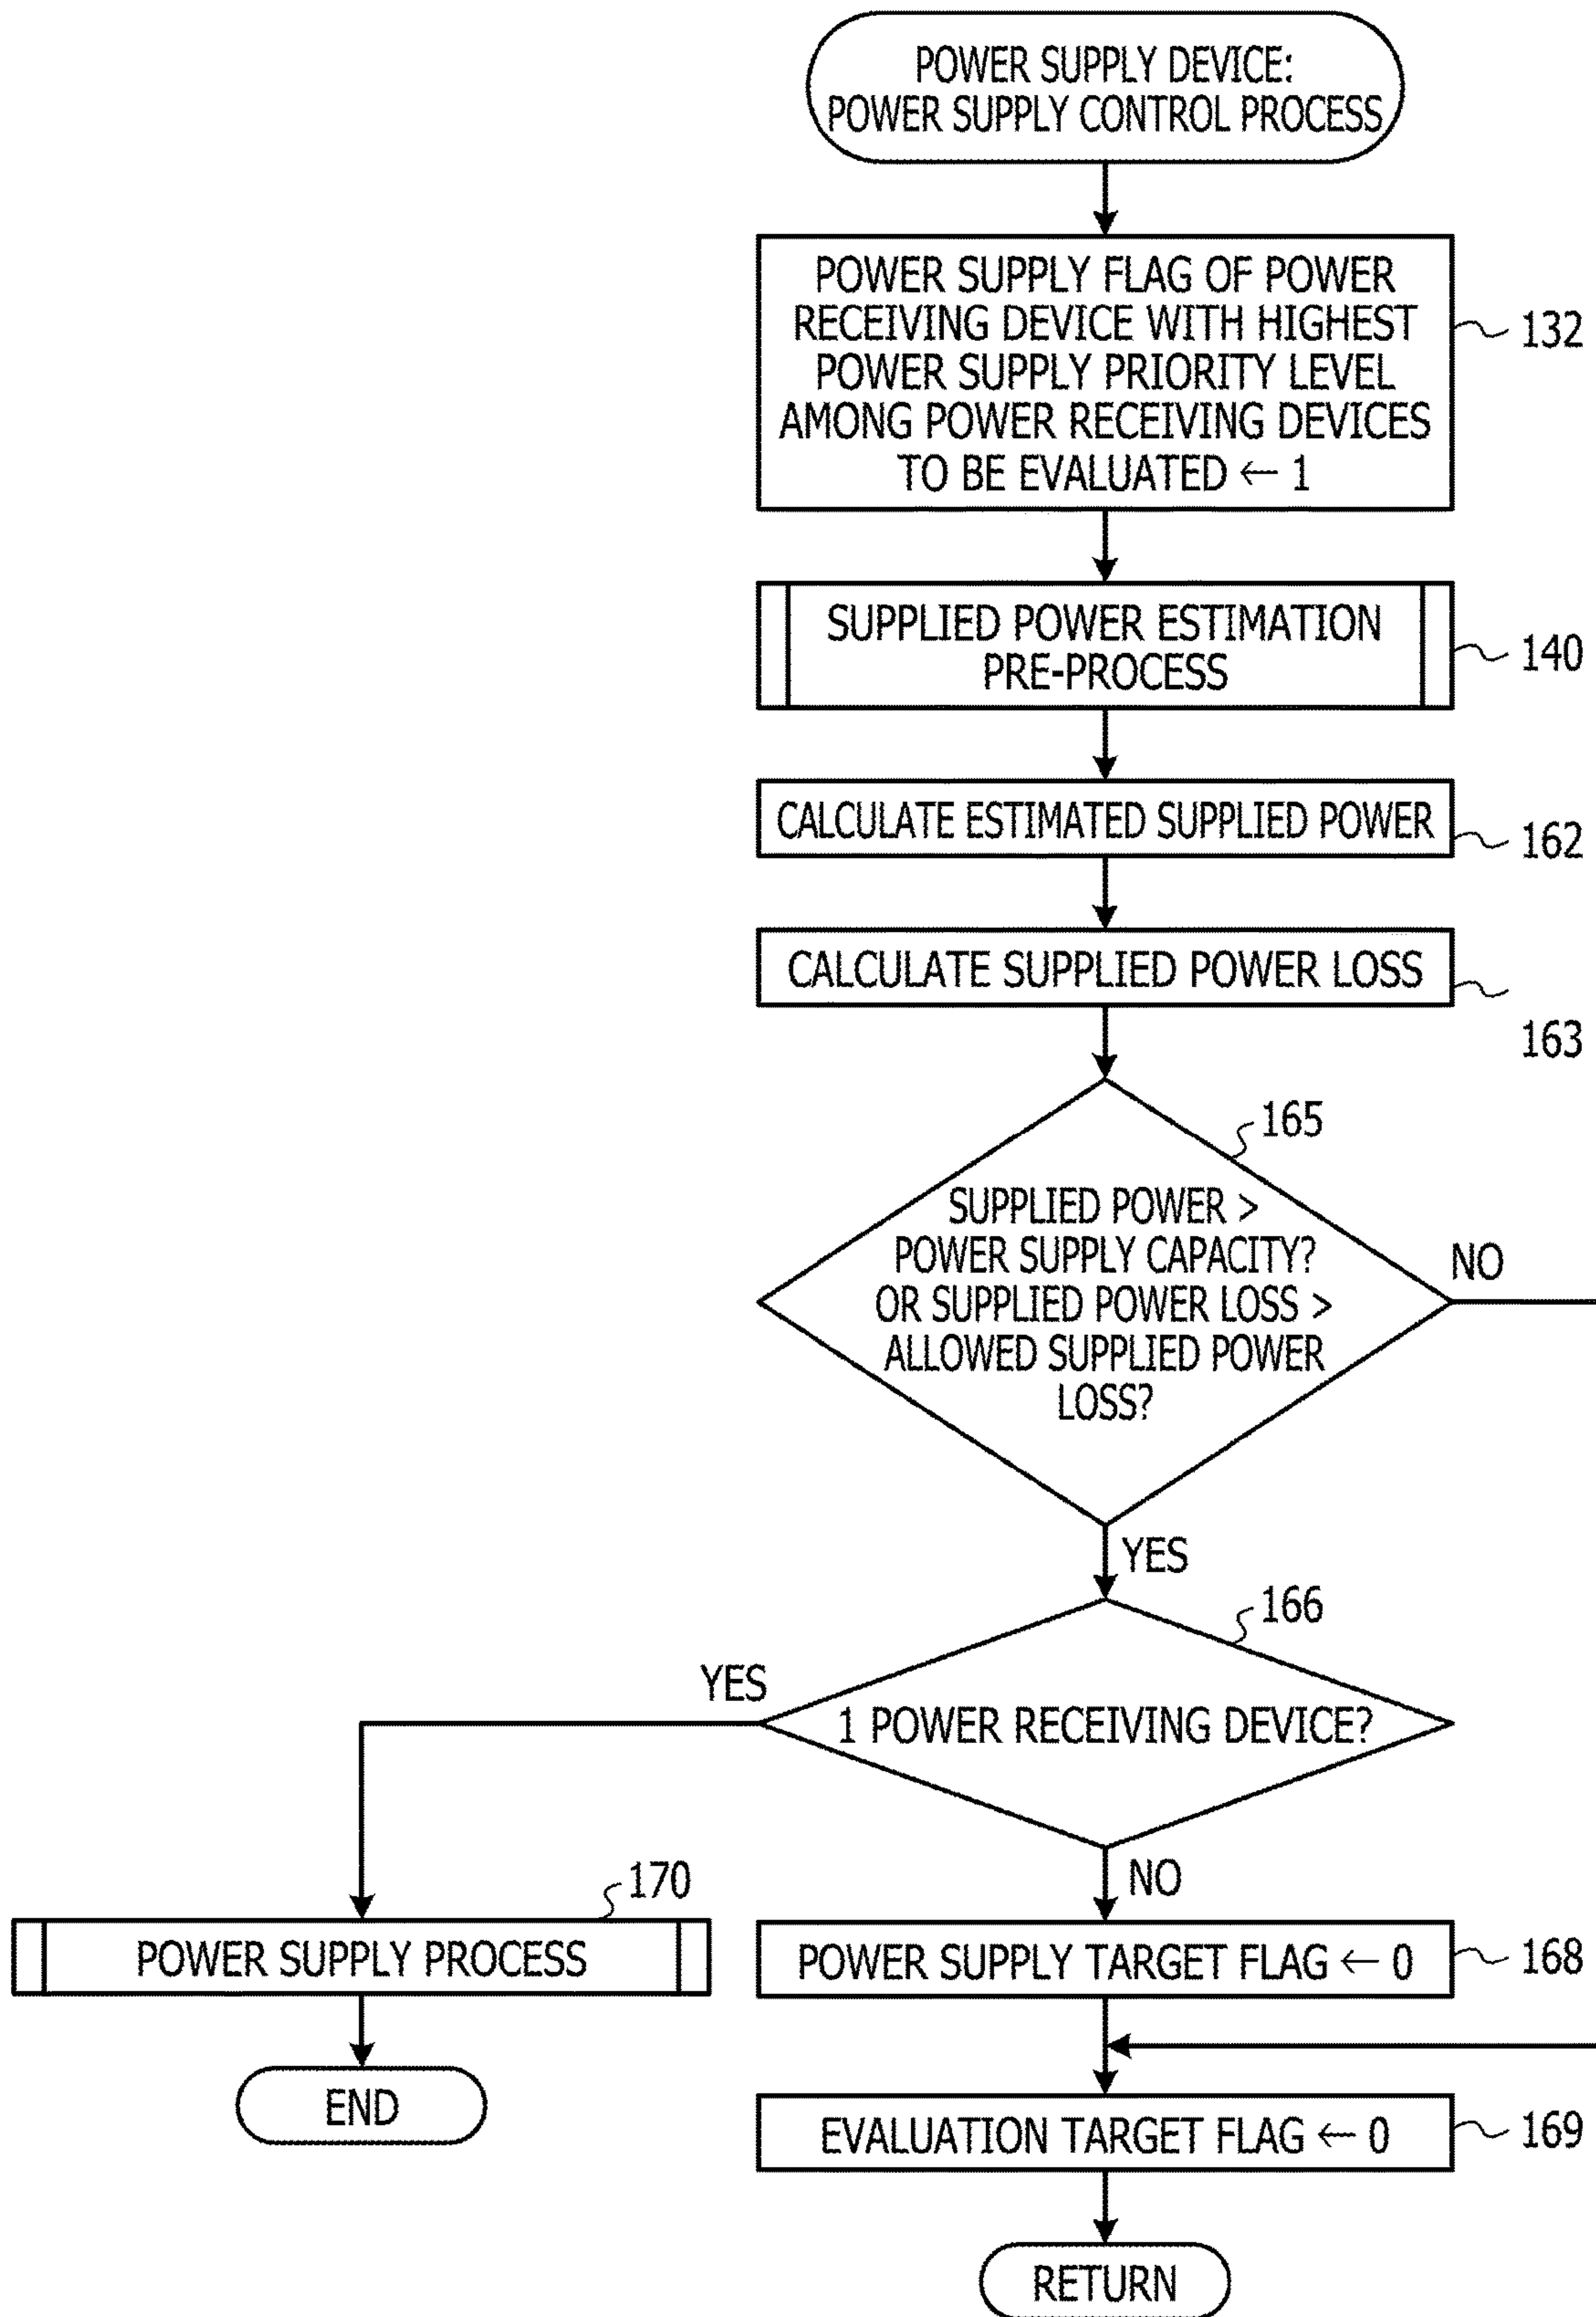 POWER SUPPLY DEVICE:
POWER SUPPLY CONTROL PROCESS
POWER SUPPLY FLAG OF POWER
RECEIVING DEVICE WITH HIGHEST
POWER SUPPLY PRIORITY LEVEL
AMONG POWER RECEIVING DEVICES
TO BE EVALUATED ← 1
132
SUPPLIED POWER ESTIMATION
PRE-PROCESS
140
CALCULATE ESTIMATED SUPPLIED POWER
162
CALCULATE SUPPLIED POWER LOSS
163
165
SUPPLIED POWER >
POWER SUPPLY CAPACITY?
OR SUPPLIED POWER LOSS >
ALLOWED SUPPLIED POWER
LOSS?
NO
YES
166
YES
1 POWER RECEIVING DEVICE?
NO
170
POWER SUPPLY PROCESS
POWER SUPPLY TARGET FLAG ← 0
168
END
EVALUATION TARGET FLAG ← 0
169
RETURN